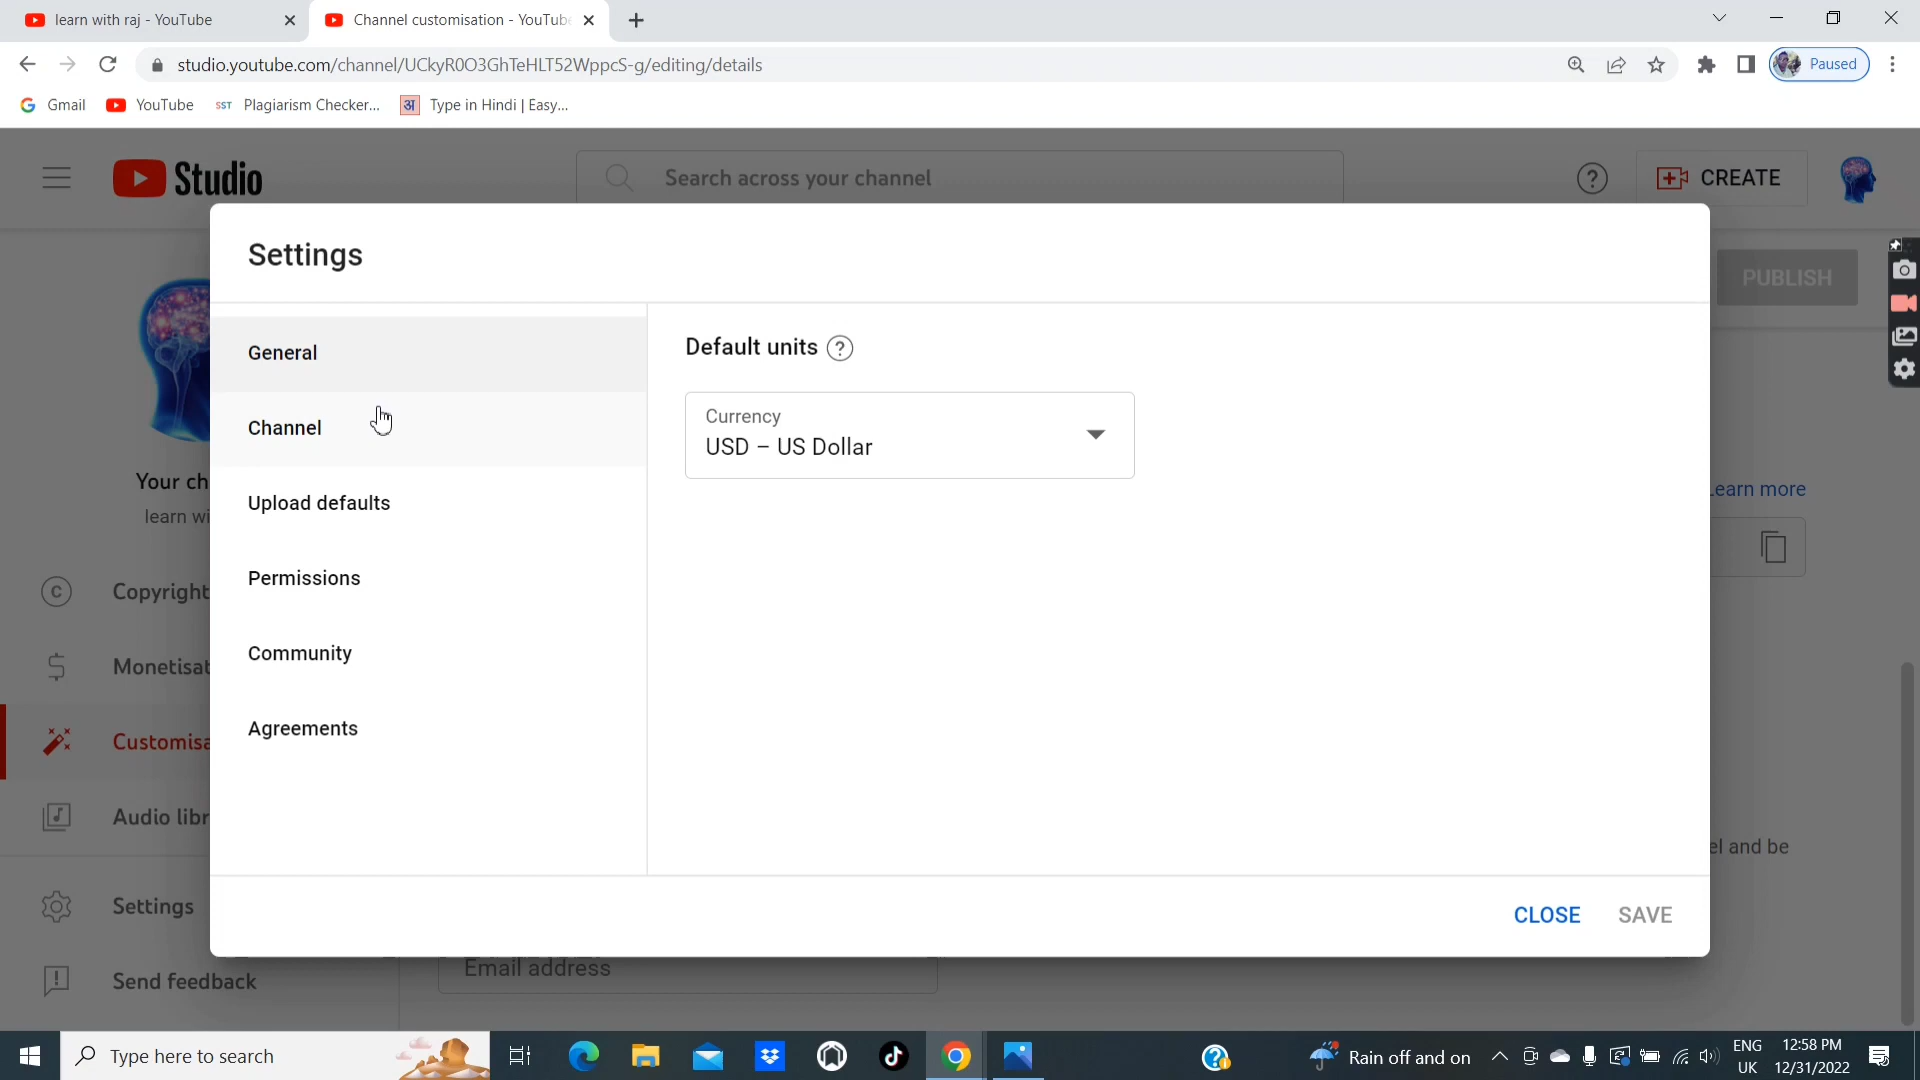 learn with raj - YouTube
Channel customisation - YouTub
studio.youtube.com/channel/UCkyR0O3GhTeHLT52WppcS-g/editing/details
Paused
Gmail
YouTube
SST Plagiarism Checker...
अ Type in Hindi | Easy...
Studio
Search across your channel
CREATE
Settings
PUBLISH
General
Default units ?
Currency
USD – US Dollar
Channel
Your ch
Learn more
Upload defaults
learn wi
Permissions
Copyright
Community
Monetisat
Agreements
Customisa
Audio libr
el and be
Settings
CLOSE SAVE
Email address
Send feedback
Type here to search
Rain off and on
ENG
UK
12:58 PM
12/31/2022